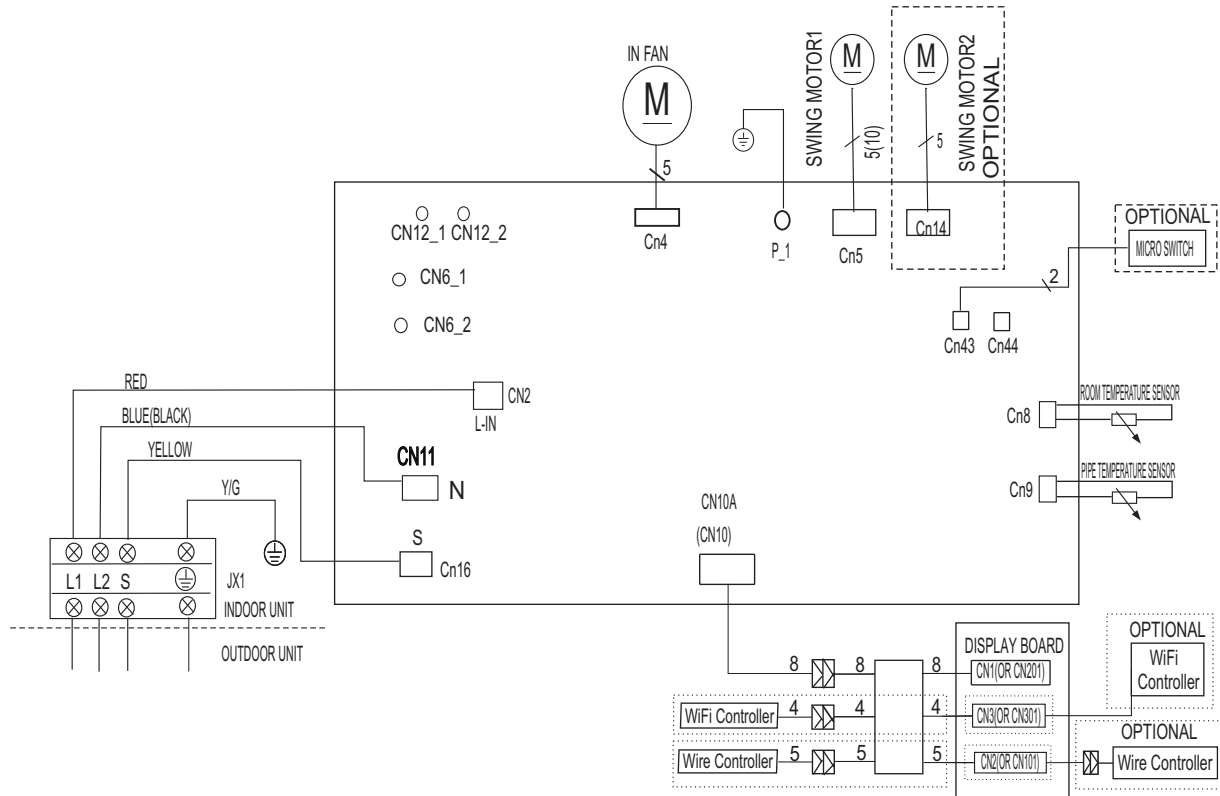 IN FAN
M
5
SWING MOTOR1
M
5(10)
M
5
SWING MOTOR2
OPTIONAL
CN12_1 CN12_2
Cn4
P_1
Cn5
Cn14
OPTIONAL
MICRO SWITCH
CN6_1
CN6_2
2
Cn43 Cn44
RED
CN2
L-IN
BLUE(BLACK)
CN11
N
YELLOW
Y/G
S
Cn16
Cn8
ROOM TEMPERATURE SENSOR
Cn9
PIPE TEMPERATURE SENSOR
CN10A
(CN10)
L1 L2 S
JX1
INDOOR UNIT
OUTDOOR UNIT
DISPLAY BOARD
8 8 8
CN1(OR CN201)
WiFi Controller
4 4 4
CN3(OR CN301)
Wire Controller
5 5 5
CN2(OR CN101)
OPTIONAL
WiFi
Controller
OPTIONAL
Wire Controller